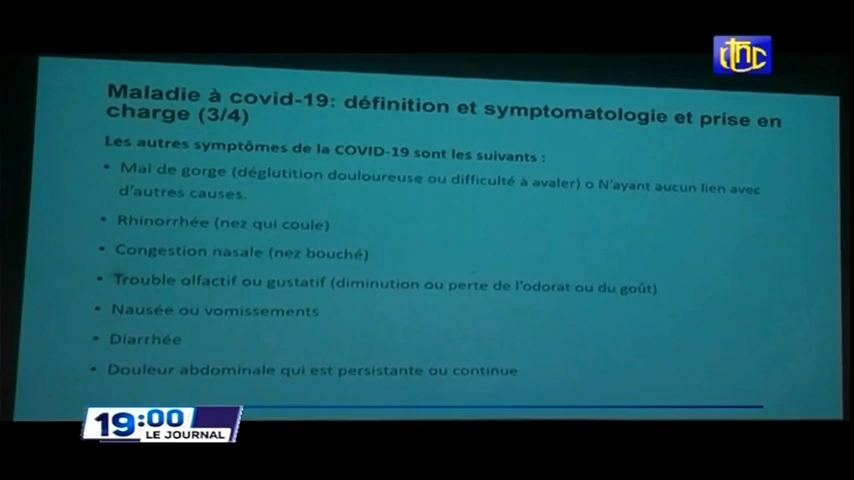 rtnc
Maladie à covid-19: définition et symptomatologie et prise en
charge (3/4)
Les autres symptômes de la COVID-19 sont les suivants :
• Mal de gorge (déglutition douloureuse ou difficulté à avaler) o N'ayant aucun lien avec
d'autres causes.
• Rhinorrhée (nez qui coule)
• Congestion nasale (nez bouché)
• Trouble olfactif ou gustatif (diminution ou perte de l'odorat ou du goût)
• Nausée ou vomissements
• Diarrhée
• Douleur abdominale qui est persistante ou continue
19:00
LE JOURNAL